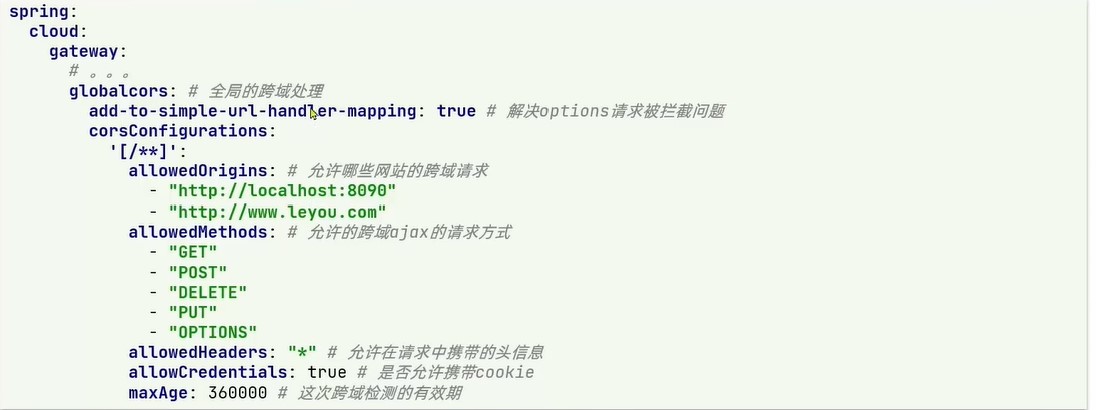 spring:
  cloud:
    gateway:
      # 。。。
      globalcors: # 全局的跨域处理
        add-to-simple-url-handler-mapping: true # 解决options请求被拦截问题
        corsConfigurations:
          '[/**]':
            allowedOrigins: # 允许哪些网站的跨域请求
              - "http://localhost:8090"
              - "http://www.leyou.com"
            allowedMethods: # 允许的跨域ajax的请求方式
              - "GET"
              - "POST"
              - "DELETE"
              - "PUT"
              - "OPTIONS"
            allowedHeaders: "*" # 允许在请求中携带的头信息
            allowCredentials: true # 是否允许携带cookie
            maxAge: 360000 # 这次跨域检测的有效期